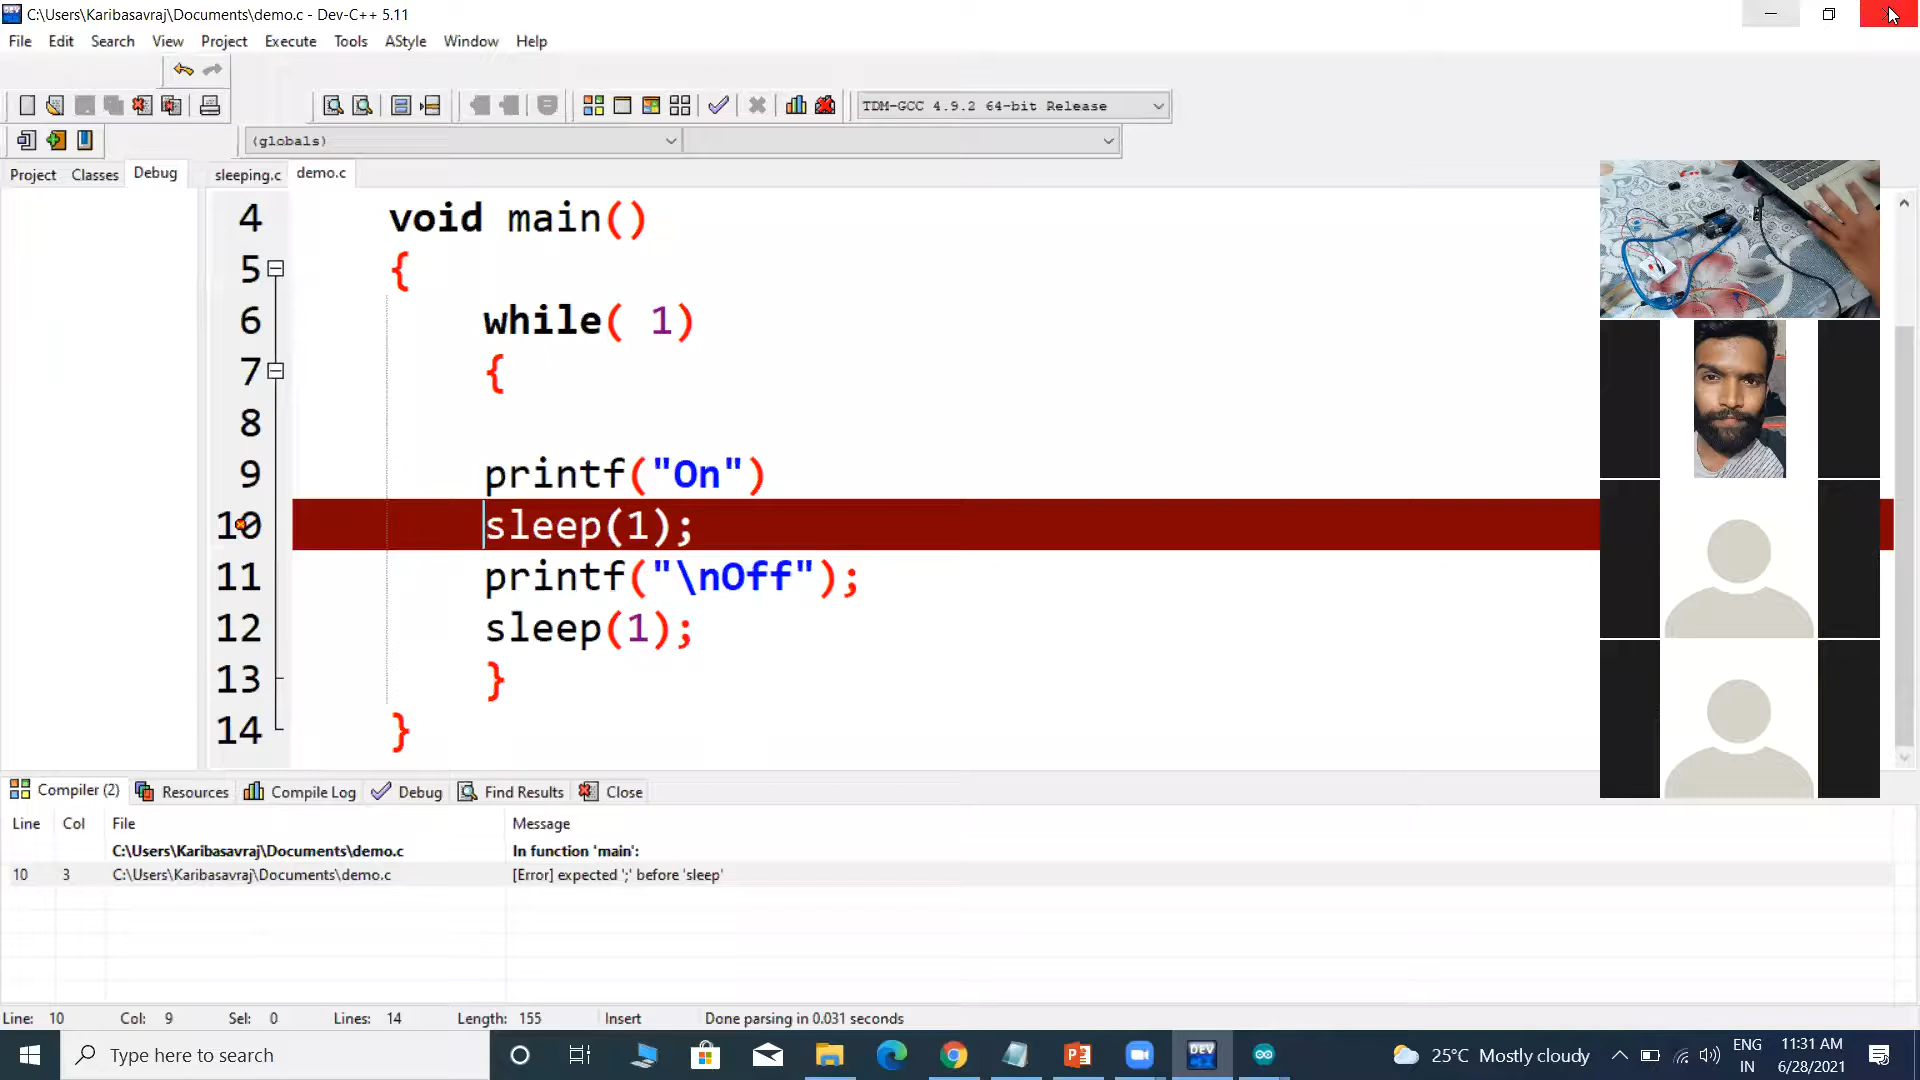 C:\Users\Karibasavraj\Documents\demo.c - Dev-C++ 5.11
File Edit Search View Project Execute Tools AStyle Window Help
TDM-GCC 4.9.2 64-bit Release
(globals)
Project Classes Debug sleeping.c demo.c
4 void main()
5 {
6 while( 1)
7 {
8
9 printf("On")
10 sleep(1);
11 printf("\nOff");
12 sleep(1);
13 }
14 }
Compiler (2) Resources Compile Log Debug Find Results Close
Line Col File Message
C:\Users\Karibasavraj\Documents\demo.c In function 'main':
10 3 C:\Users\Karibasavraj\Documents\demo.c [Error] expected ';' before 'sleep'
Line: 10 Col: 9 Sel: 0 Lines: 14 Length: 155 Insert Done parsing in 0.031 seconds
Type here to search
DEV
25°C Mostly cloudy
ENG
IN
11:31 AM
6/28/2021